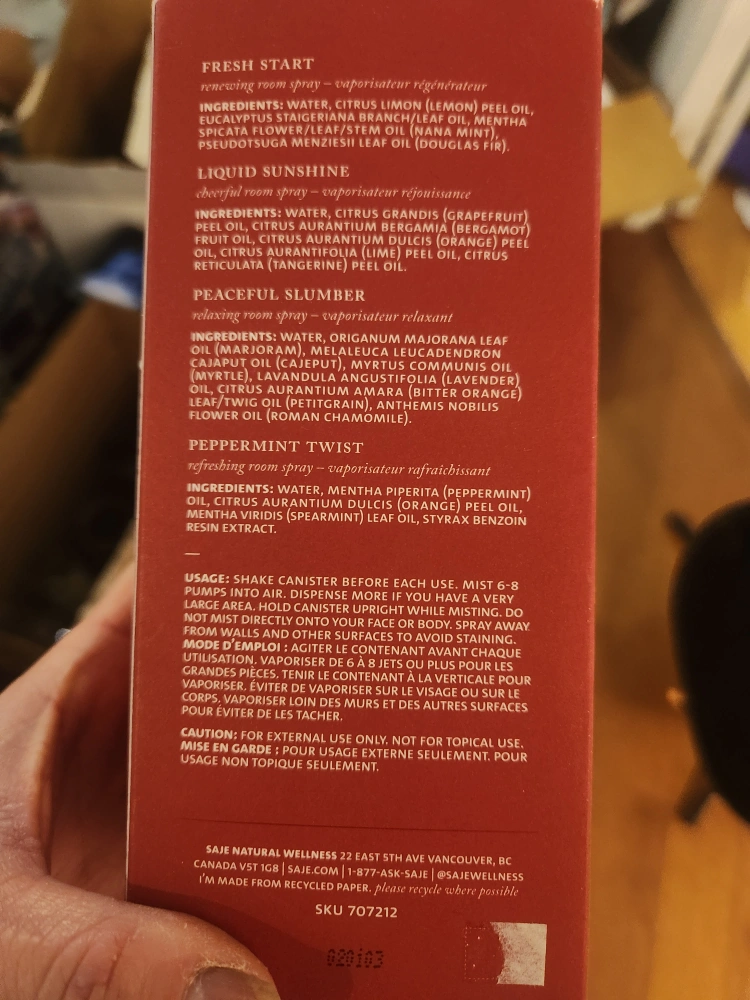 FRESH START
renewing room spray – vaporisateur régénérateur
INGREDIENTS: WATER, CITRUS LIMON (LEMON) PEEL OIL,
EUCALYPTUS STAIGERIANA BRANCH/LEAF OIL, MENTHA
SPICATA FLOWER/LEAF/STEM OIL (NANA MINT),
PSEUDOTSUGA MENZIESII LEAF OIL (DOUGLAS FIR).
LIQUID SUNSHINE
cheerful room spray – vaporisateur réjouissance
INGREDIENTS: WATER, CITRUS GRANDIS (GRAPEFRUIT)
PEEL OIL, CITRUS AURANTIUM BERGAMIA (BERGAMOT)
FRUIT OIL, CITRUS AURANTIUM DULCIS (ORANGE) PEEL
OIL, CITRUS AURANTIFOLIA (LIME) PEEL OIL, CITRUS
RETICULATA (TANGERINE) PEEL OIL.
PEACEFUL SLUMBER
relaxing room spray – vaporisateur relaxant
INGREDIENTS: WATER, ORIGANUM MAJORANA LEAF
OIL (MARJORAM), MELALEUCA LEUCADENDRON
CAJAPUT OIL (CAJEPUT), MYRTUS COMMUNIS OIL
(MYRTLE), LAVANDULA ANGUSTIFOLIA (LAVENDER)
OIL, CITRUS AURANTIUM AMARA (BITTER ORANGE)
LEAF/TWIG OIL (PETITGRAIN), ANTHEMIS NOBILIS
FLOWER OIL (ROMAN CHAMOMILE).
PEPPERMINT TWIST
refreshing room spray – vaporisateur rafraichissant
INGREDIENTS: WATER, MENTHA PIPERITA (PEPPERMINT)
OIL, CITRUS AURANTIUM DULCIS (ORANGE) PEEL OIL,
MENTHA VIRIDIS (SPEARMINT) LEAF OIL, STYRAX BENZOIN
RESIN EXTRACT.
—
USAGE: SHAKE CANISTER BEFORE EACH USE. MIST 6-8
PUMPS INTO AIR. DISPENSE MORE IF YOU HAVE A VERY
LARGE AREA. HOLD CANISTER UPRIGHT WHILE MISTING. DO
NOT MIST DIRECTLY ONTO YOUR FACE OR BODY. SPRAY AWAY
FROM WALLS AND OTHER SURFACES TO AVOID STAINING.
MODE D'EMPLOI : AGITER LE CONTENANT AVANT CHAQUE
UTILISATION. VAPORISER DE 6 À 8 JETS OU PLUS POUR LES
GRANDES PIÈCES. TENIR LE CONTENANT À LA VERTICALE POUR
VAPORISER. ÉVITER DE VAPORISER SUR LE VISAGE OU SUR LE
CORPS. VAPORISER LOIN DES MURS ET DES AUTRES SURFACES
POUR ÉVITER DE LES TACHER.
CAUTION: FOR EXTERNAL USE ONLY. NOT FOR TOPICAL USE.
MISE EN GARDE : POUR USAGE EXTERNE SEULEMENT. POUR
USAGE NON TOPIQUE SEULEMENT.
SAJE NATURAL WELLNESS 22 EAST 5TH AVE VANCOUVER, BC
CANADA V5T 1G8 | SAJE.COM | 1-877-ASK-SAJE | @SAJEWELLNESS
I'M MADE FROM RECYCLED PAPER. please recycle where possible
SKU 707212
020103